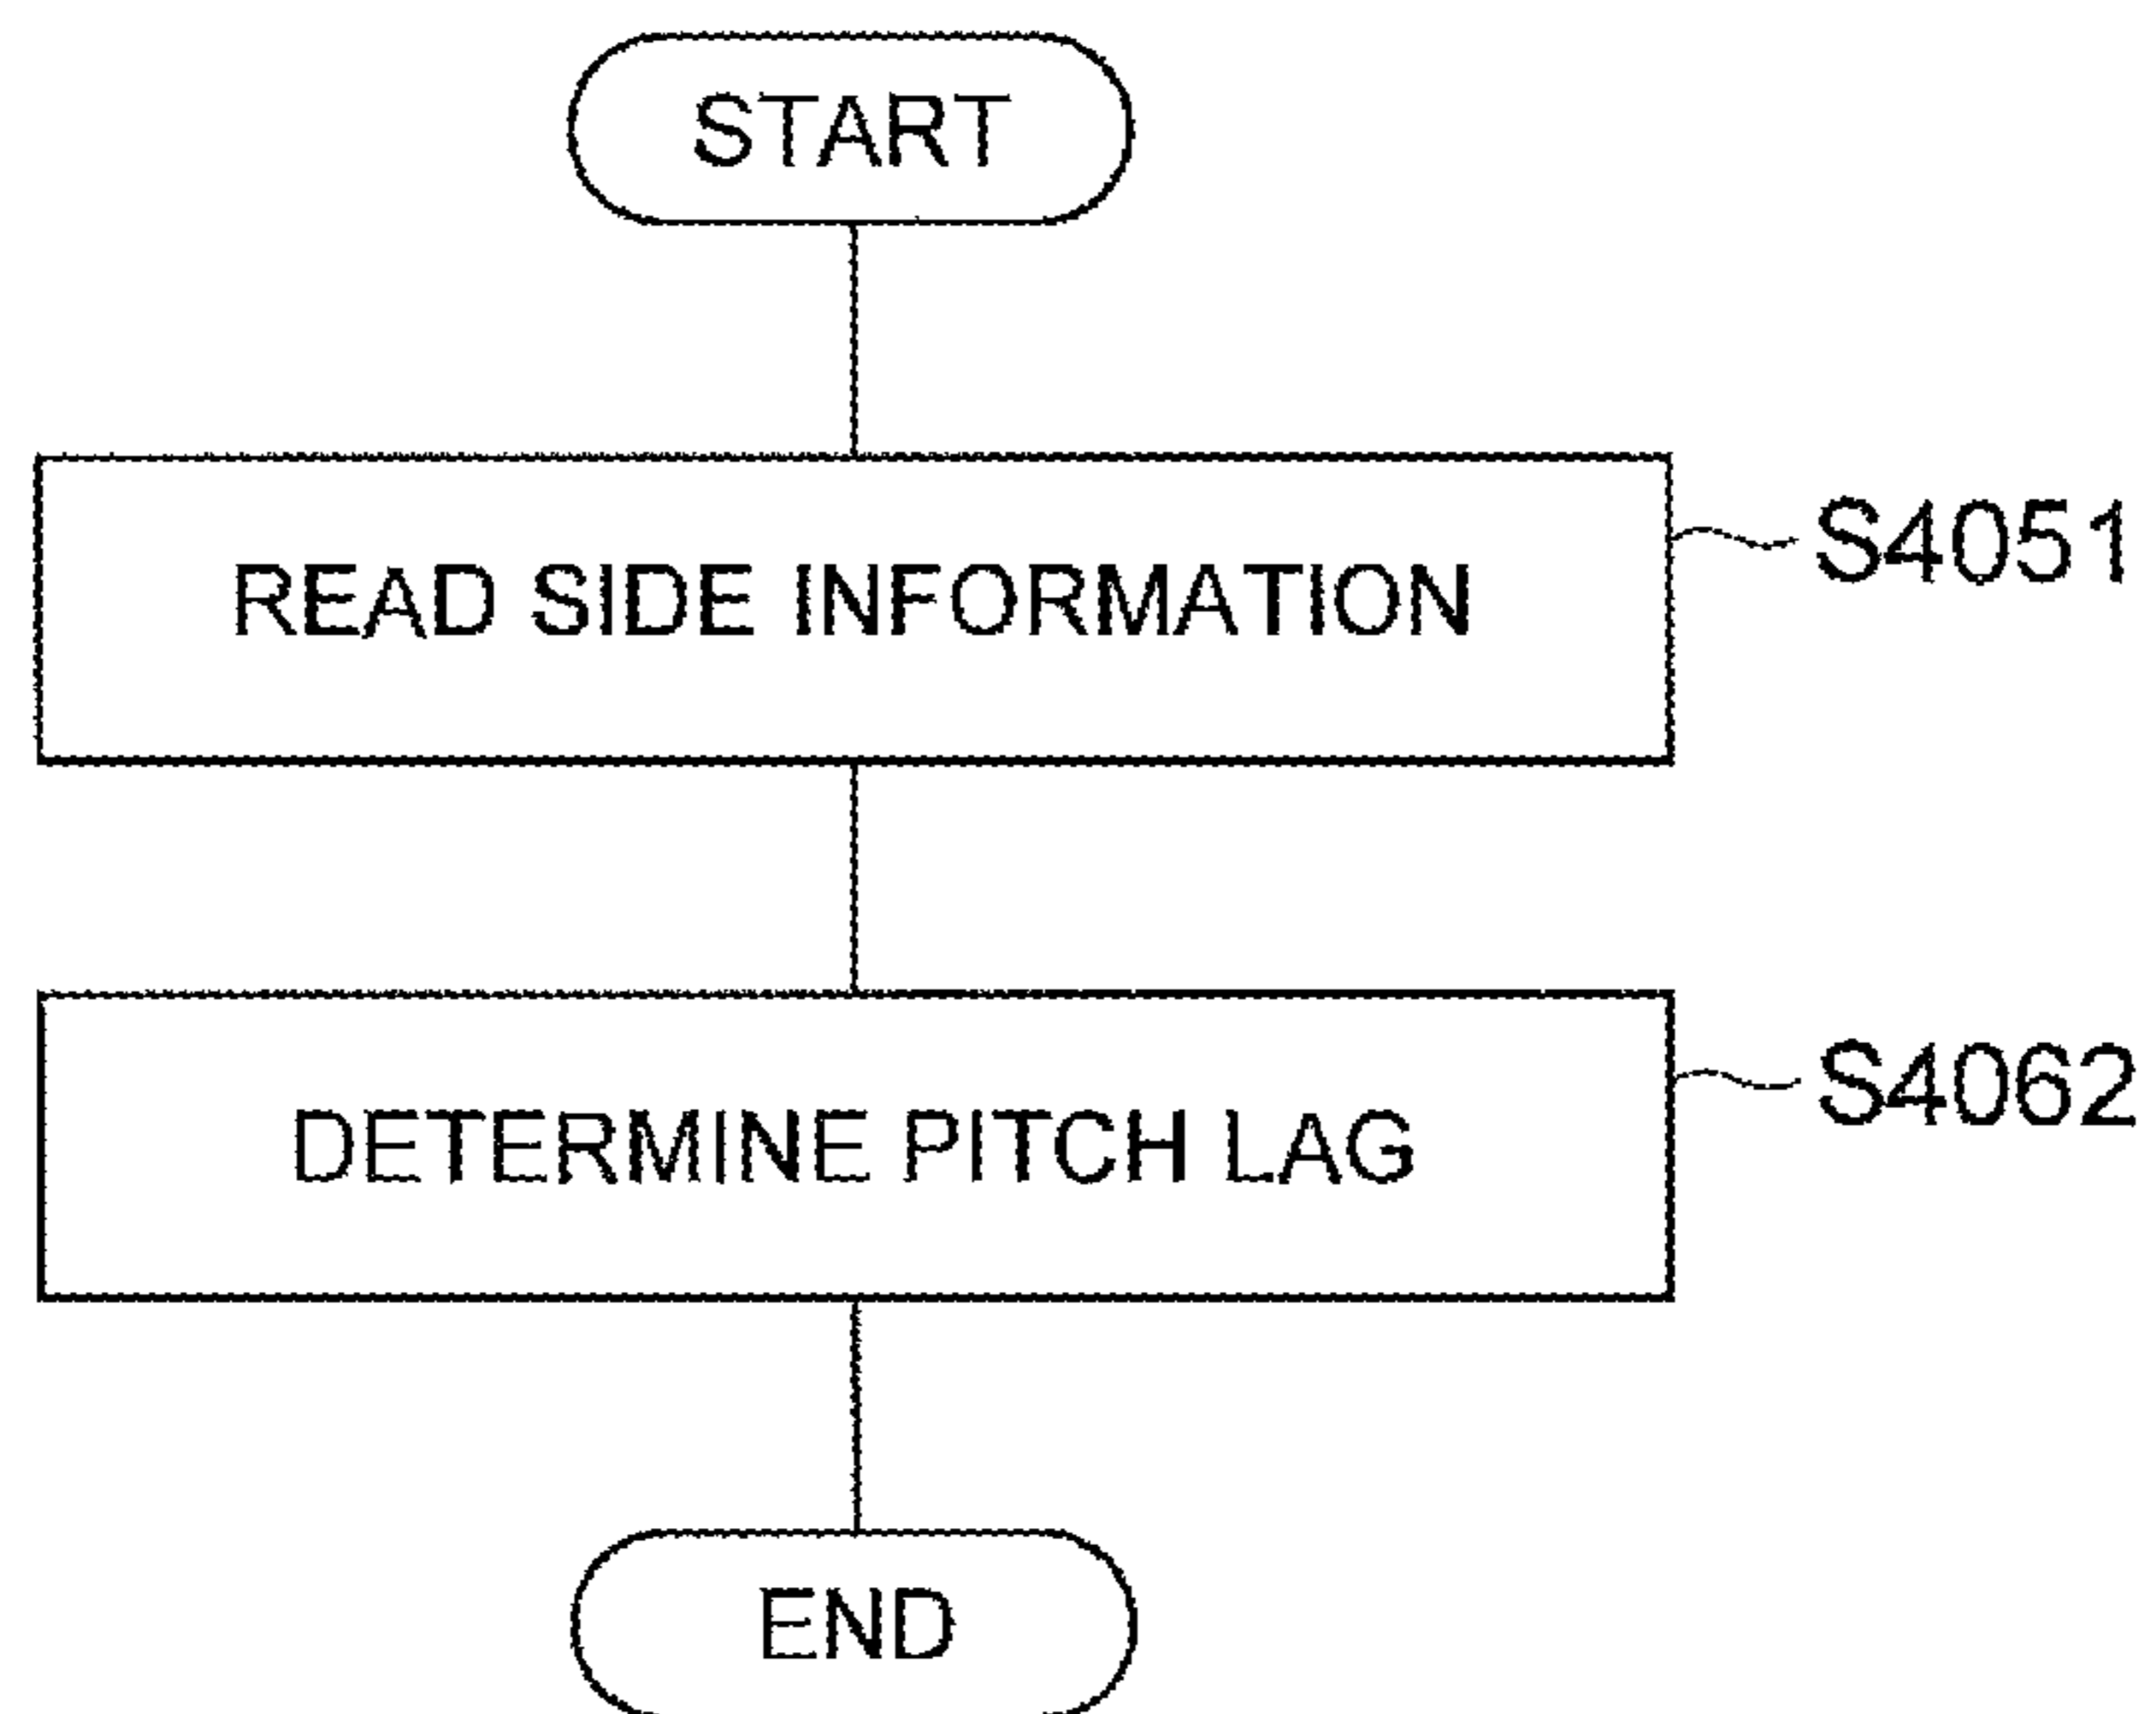 START
READ SIDE INFORMATION
S4051
DETERMINE PITCH LAG
S4062
END